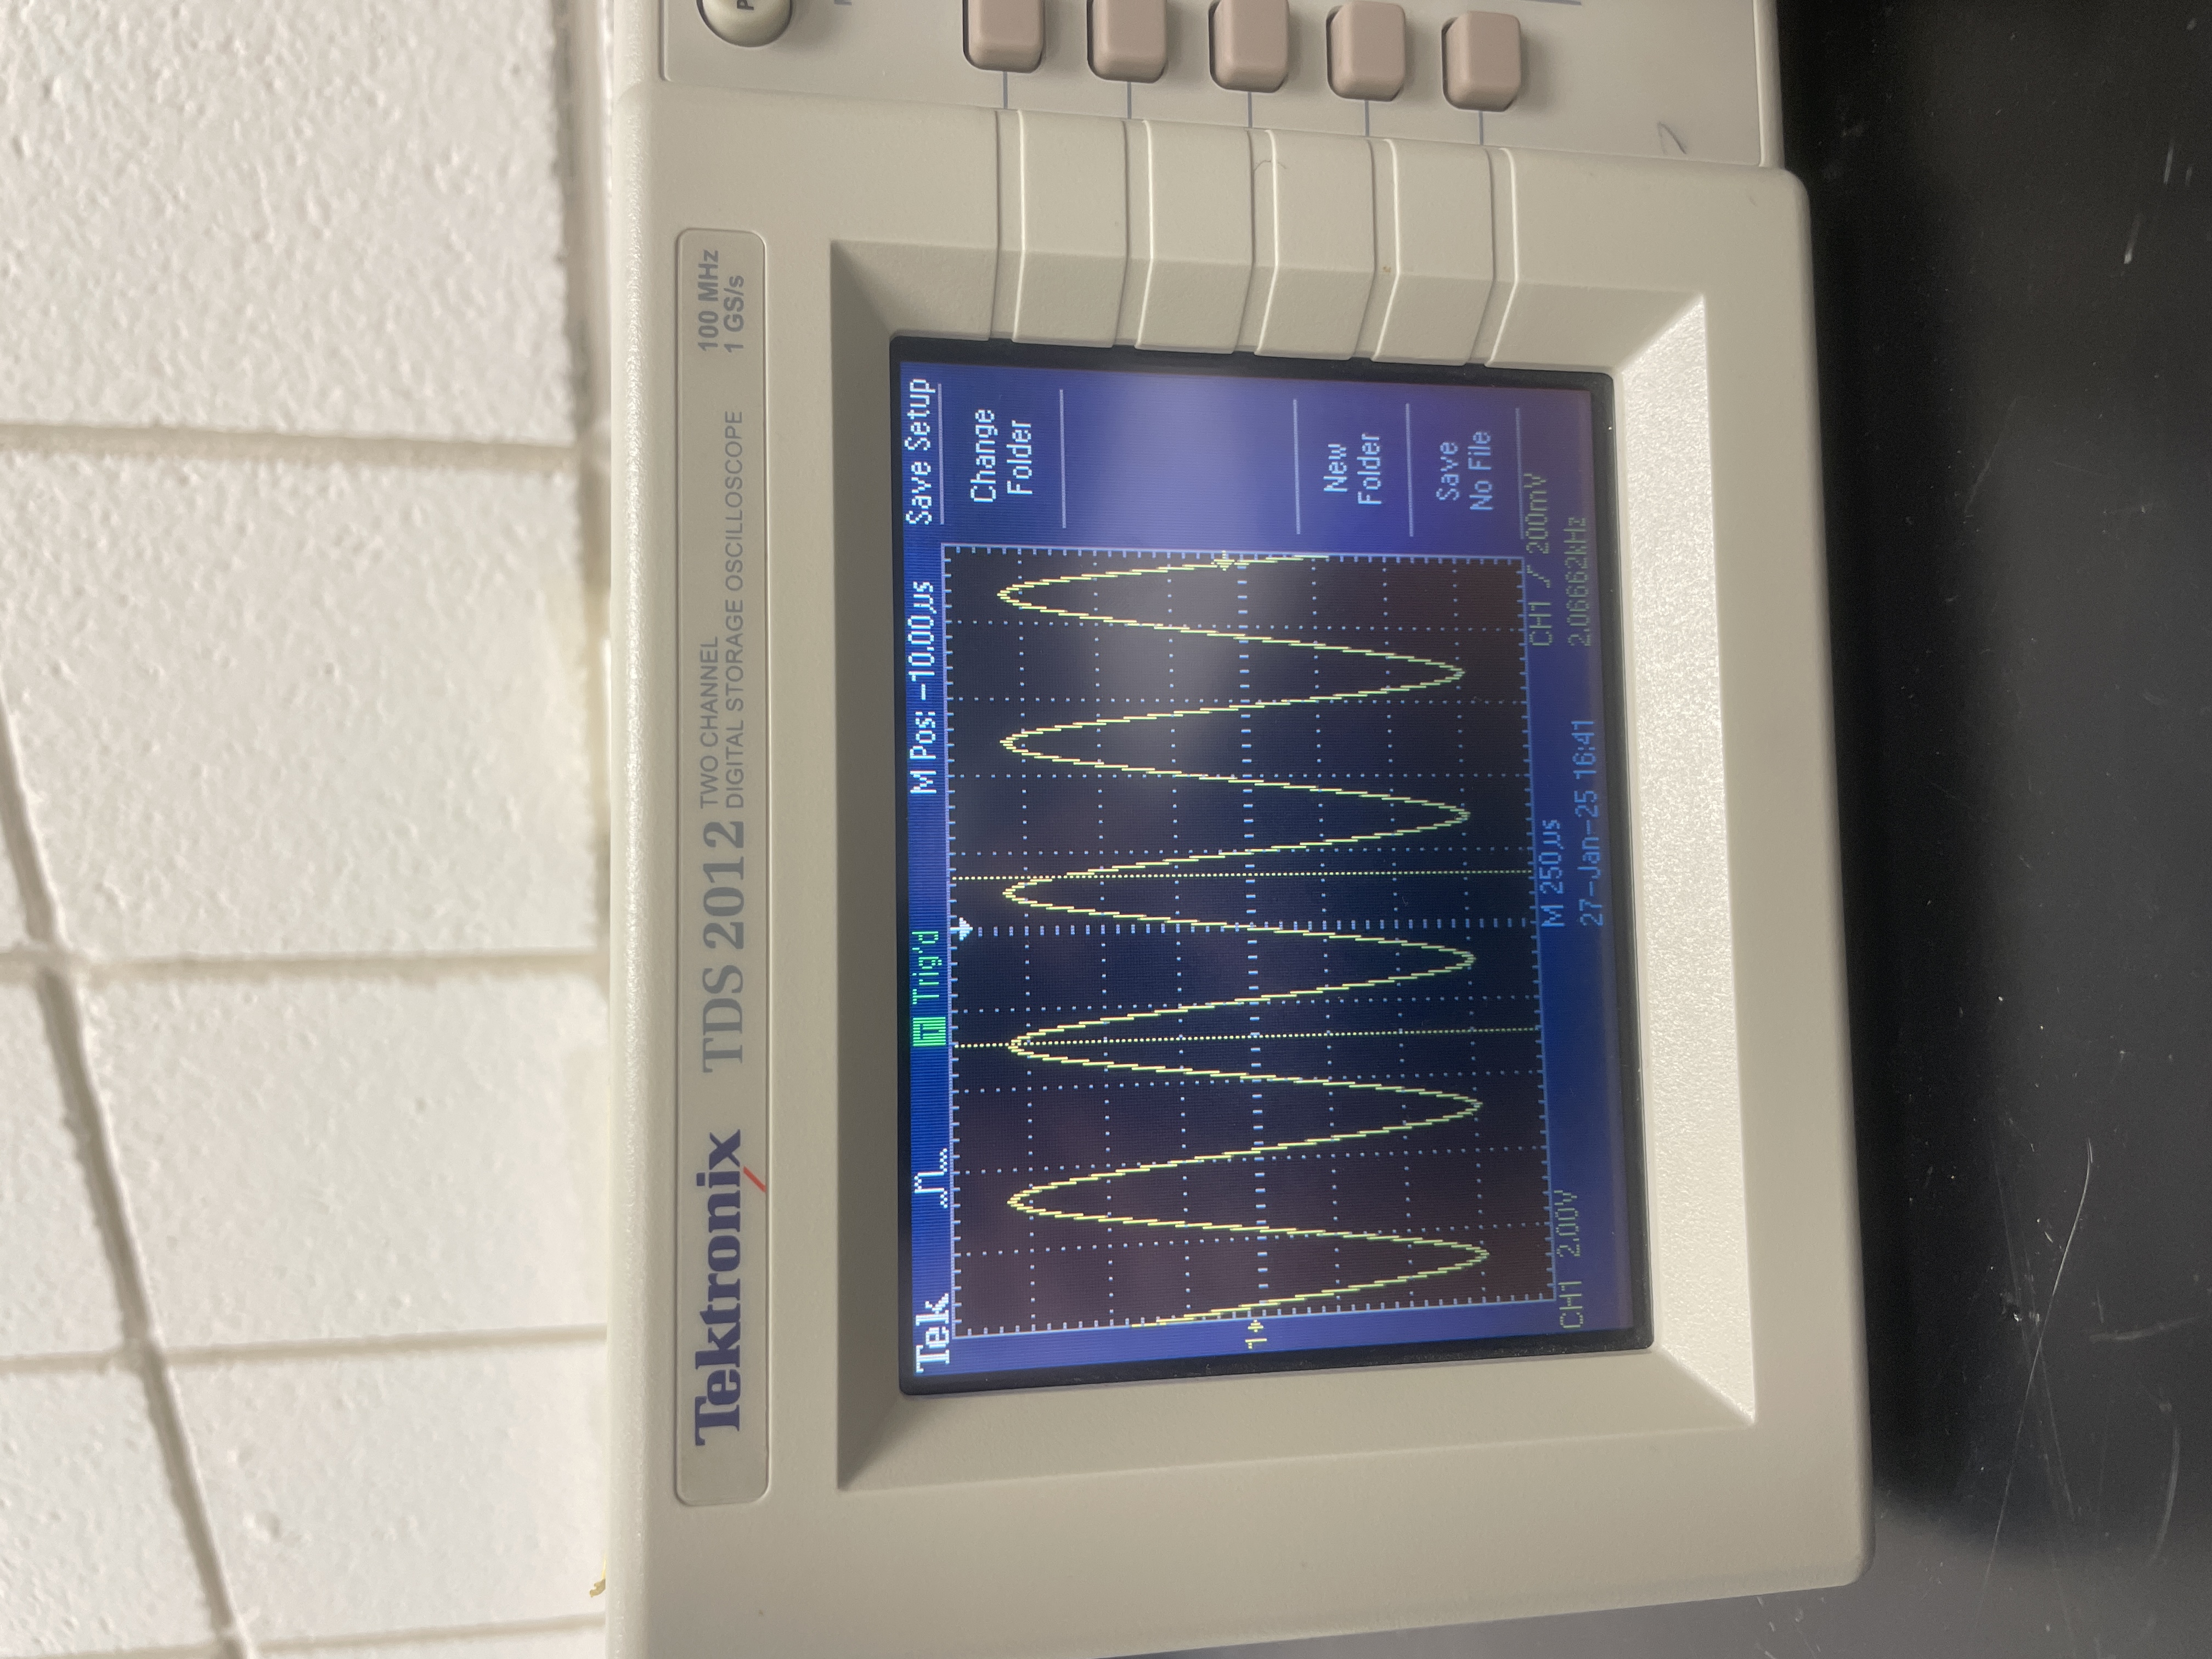 Tektronix TDS 2012 TWO CHANNEL 100 MHz
DIGITAL STORAGE OSCILLOSCOPE 1 GS/s
Tek T Trig'd M Pos: -10.00µs Save Setup
Change
Folder
1
New
Folder
Save
No File
CH1 2.00V M 250µs CH1 200mV
27-Jan-25 16:41 2.06662kHz